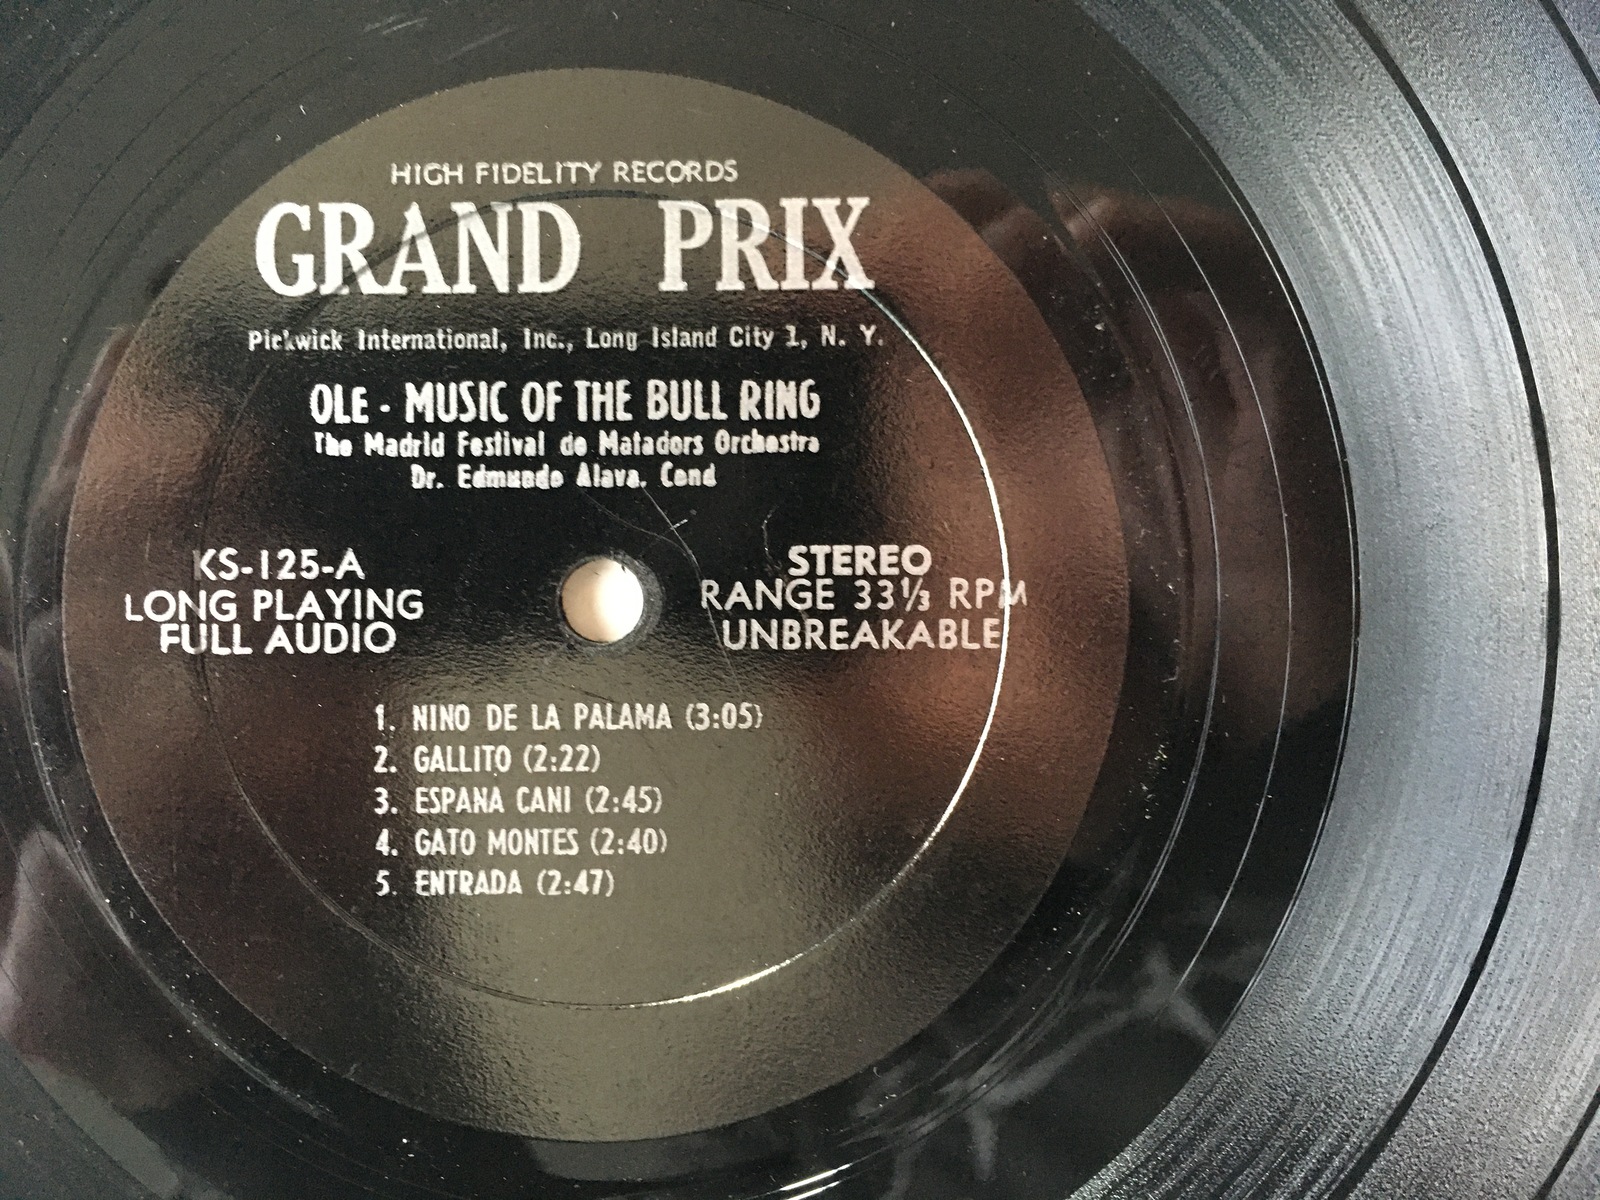 HIGH FIDELITY RECORDS
GRAND PRIX
Pickwick International, Inc., Long Island City 1, N. Y.
OLE - MUSIC OF THE BULL RING
The Madrid Festival de Matadors Orchestra
Dr. Edmundo Alava. Cond
KS-125-A
LONG PLAYING
FULL AUDIO
STEREO
RANGE 33⅓ RPM
UNBREAKABLE
1. NINO DE LA PALAMA (3:05)
2. GALLITO (2:22)
3. ESPANA CANI (2:45)
4. GATO MONTES (2:40)
5. ENTRADA (2:47)